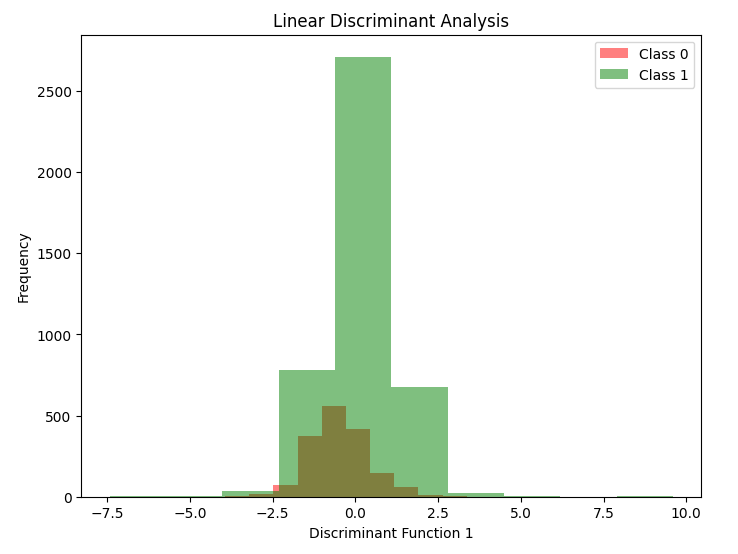 Linear Discriminant Analysis
Class 0
Class 1
Frequency
2500
2000
1500
1000
500
0
−7.5 −5.0 −2.5 0.0 2.5 5.0 7.5 10.0
Discriminant Function 1